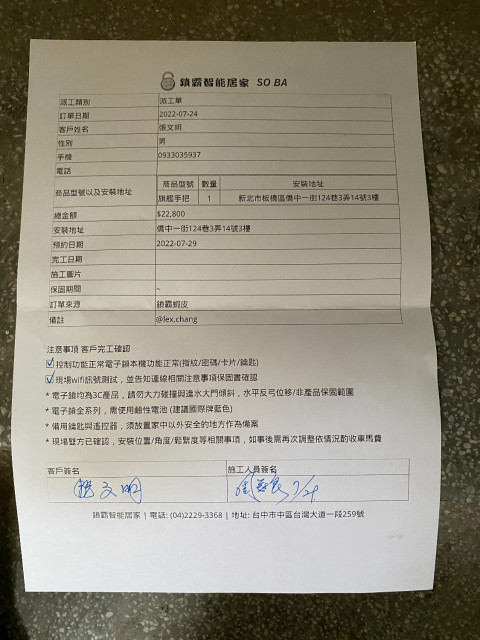 鎖霸智能居家 SO BA
派工類別 派工單
訂單日期 2022-07-24
客戶姓名 張文明
性別 男
手機 0933035937
電話
商品型號以及安裝地址 商品型號 數量 安裝地址
旗艦手把 1 新北市板橋區僑中一街124巷3弄14號3樓
總金額 $22,800
安裝地址 僑中一街124巷3弄14號3樓
預約日期 2022-07-29
完工日期
施工圖片
保固期間 ~
訂單來源 鎖霸蝦皮
備註 @lex.chang
注意事項 客戶完工確認
控制功能正常電子鎖本機功能正常(指紋/密碼/卡片/鑰匙)
現場wifi訊號測試，並告知連線相關注意事項保固書確認
* 電子鎖均為3C產品，請勿大力碰撞與進水大門傾斜，水平反弓位移/非產品保固範圍
* 電子鎖全系列，需使用鹼性電池 (建議國際牌藍色)
* 備用鑰匙與遙控器，須放置家中以外安全的地方作為備案
* 現場雙方已確認，安裝位置/角度/鬆緊度等相關事項，如事後需再次調整依情況酌收車馬費
客戶簽名 施工人員簽名
張文明 7/29
鎖霸智能居家 | 電話: (04)2229-3368 | 地址: 台中市中區台灣大道一段259號